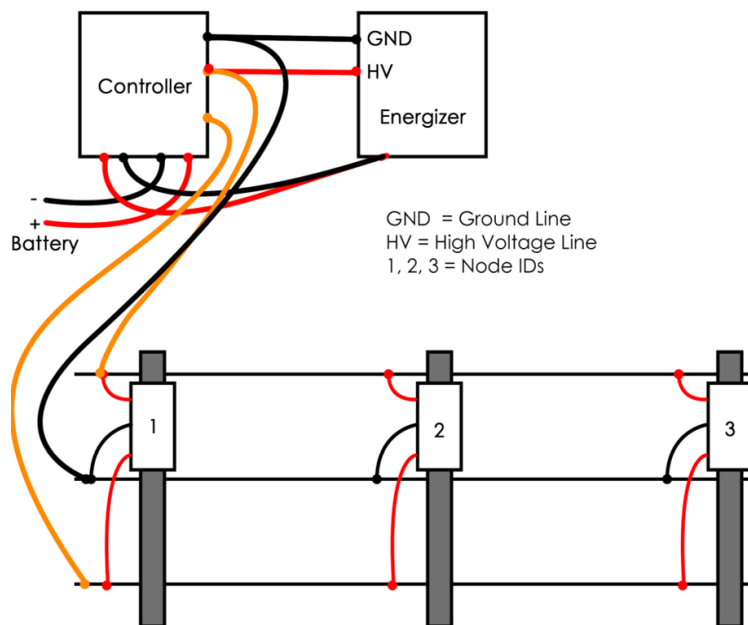 GND
HV
Controller
Energizer
-
+
Battery
GND = Ground Line
HV = High Voltage Line
1, 2, 3 = Node IDs
1
2
3